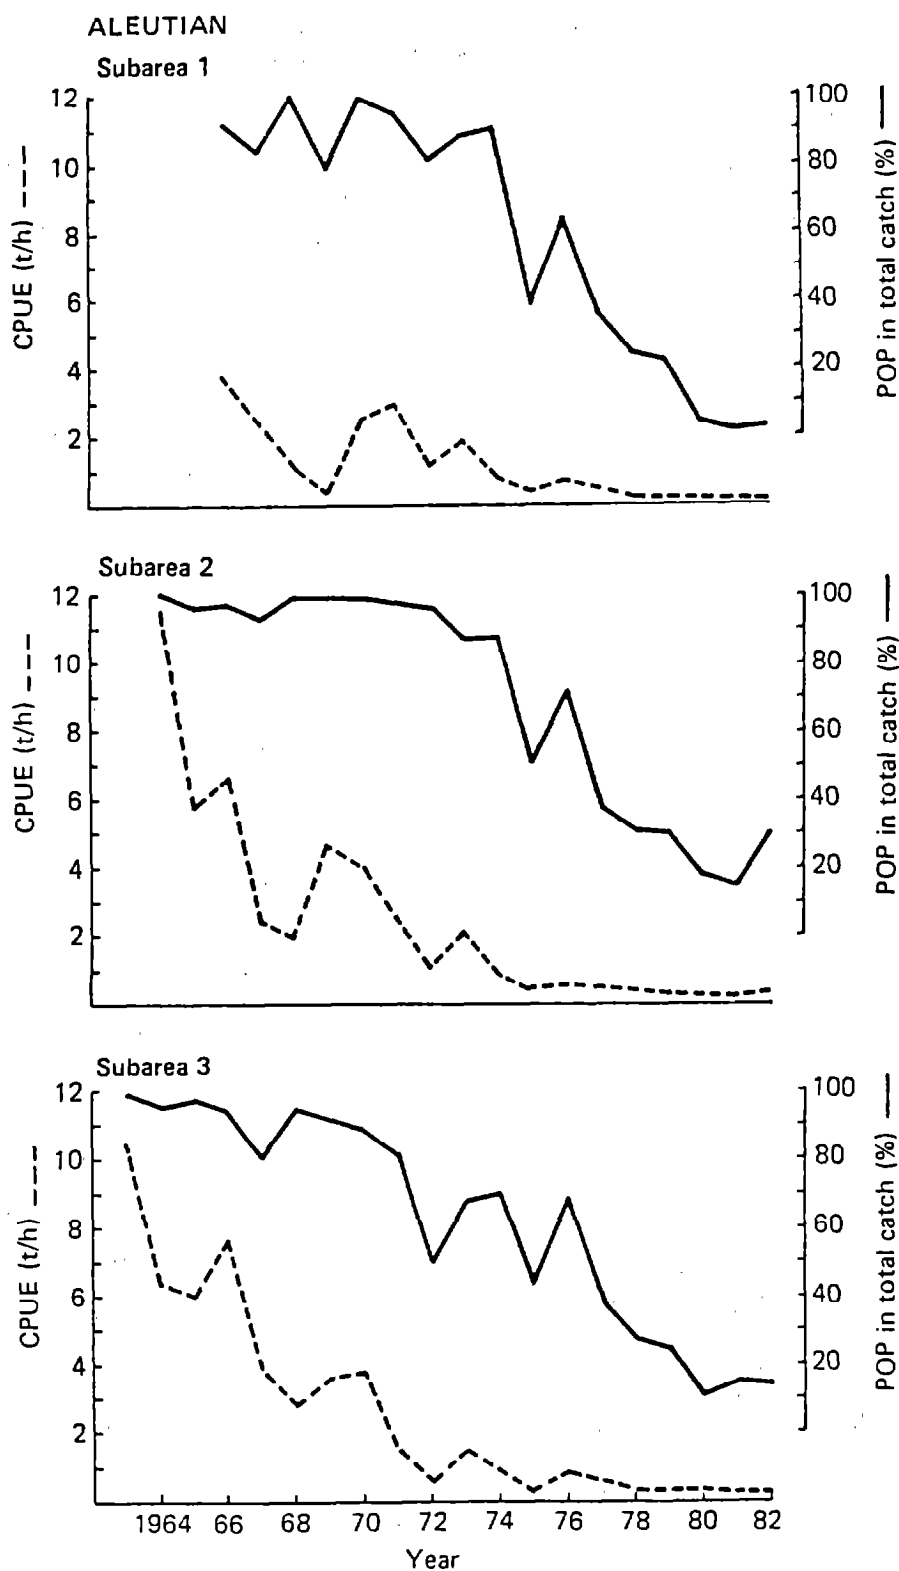 ALEUTIAN
Subarea 1
CPUE (t/h) ---
12
10
8
6
4
2
100
80
60
40
20
POP in total catch (%) —
Subarea 2
CPUE (t/h) ---
12
10
8
6
4
2
100
80
60
40
20
POP in total catch (%) —
Subarea 3
CPUE (t/h) ---
12
10
8
6
4
2
100
80
60
40
20
POP in total catch (%) —
1964 66 68 70 72 74 76 78 80 82
Year